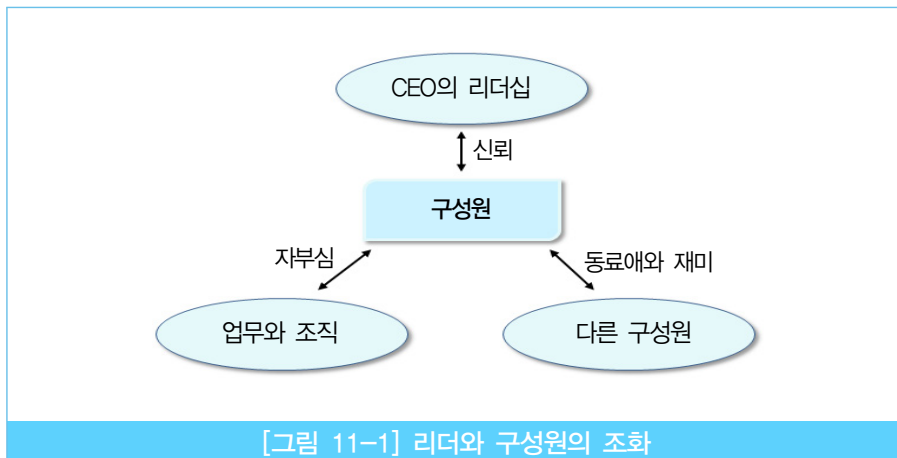 CEO의 리더십
신뢰
구성원
자부심
동료애와 재미
업무와 조직
다른 구성원
[그림 11-1] 리더와 구성원의 조화